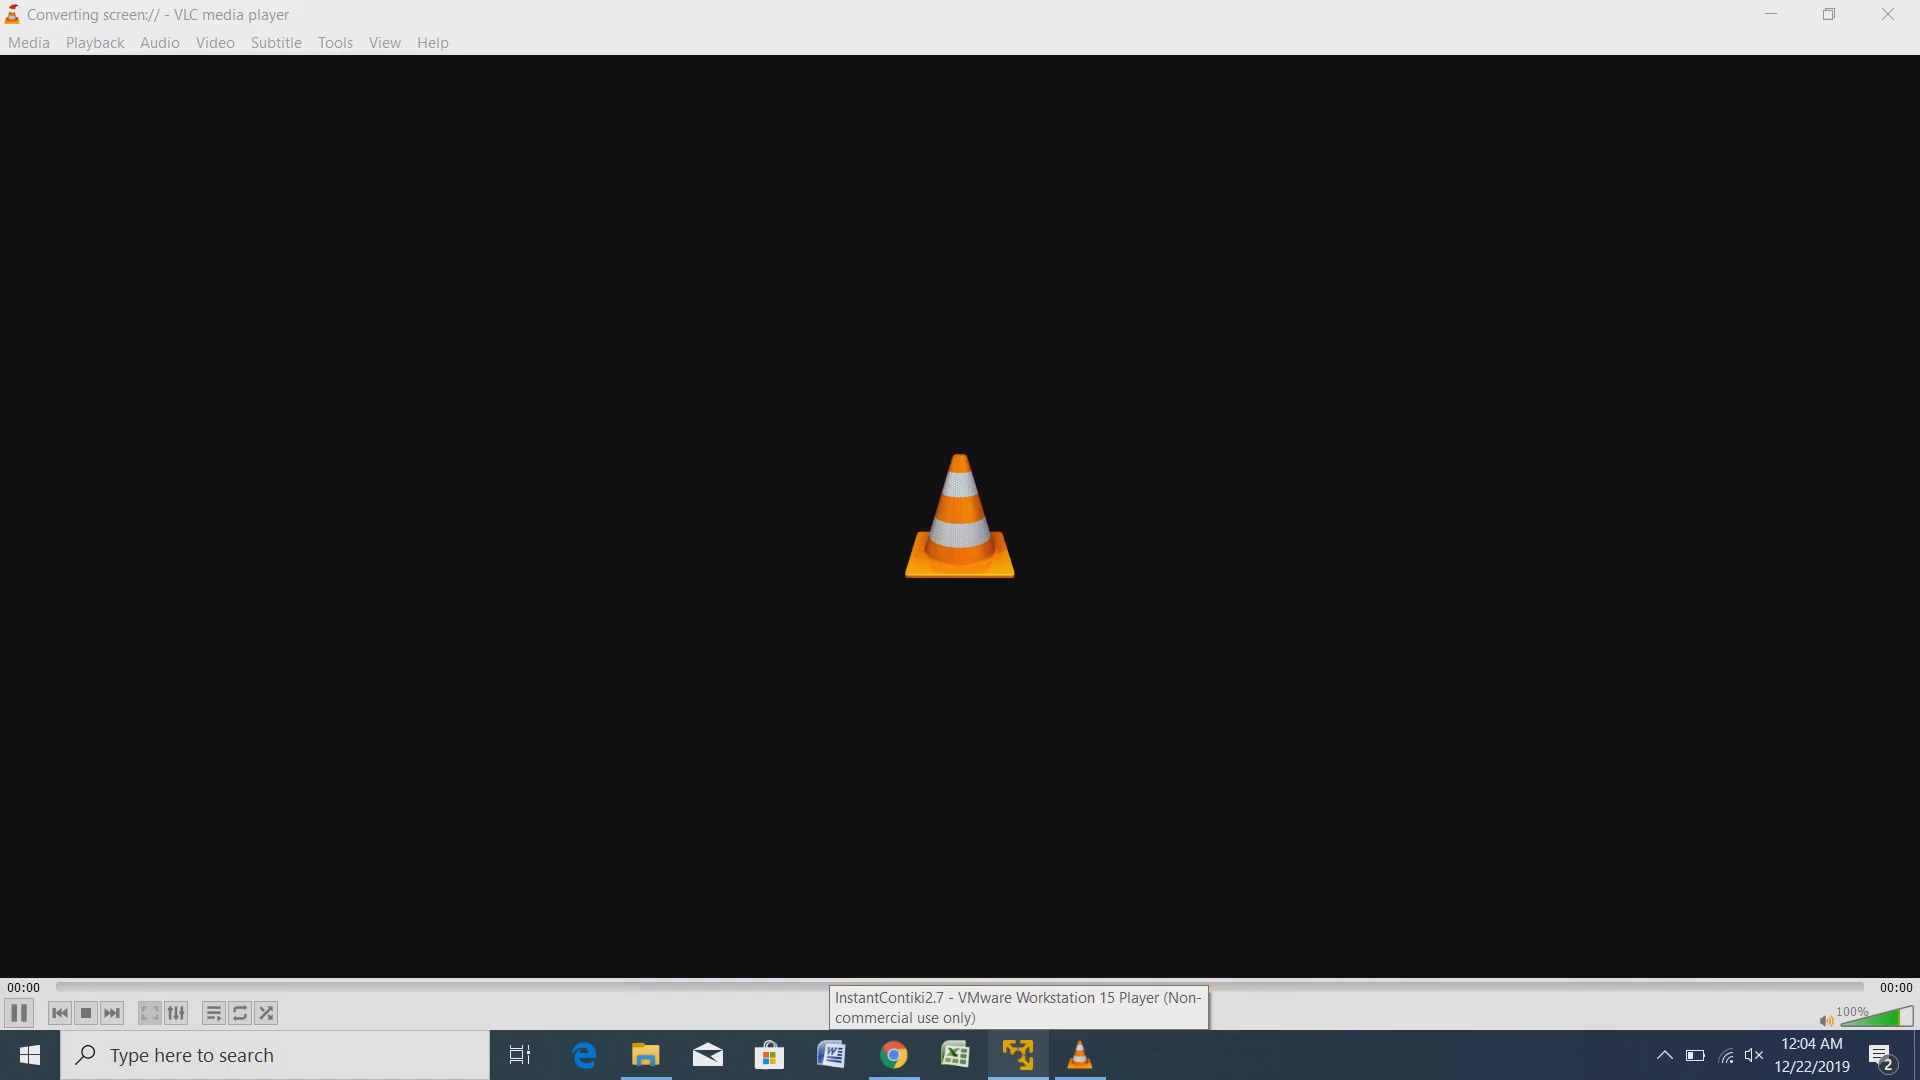 Converting screen:// - VLC media player
Media Playback Audio Video Subtitle Tools View Help
00:00 00:00
InstantContiki2.7 - VMware Workstation 15 Player (Non-
commercial use only)
100%
Type here to search
12:04 AM
12/22/2019
2